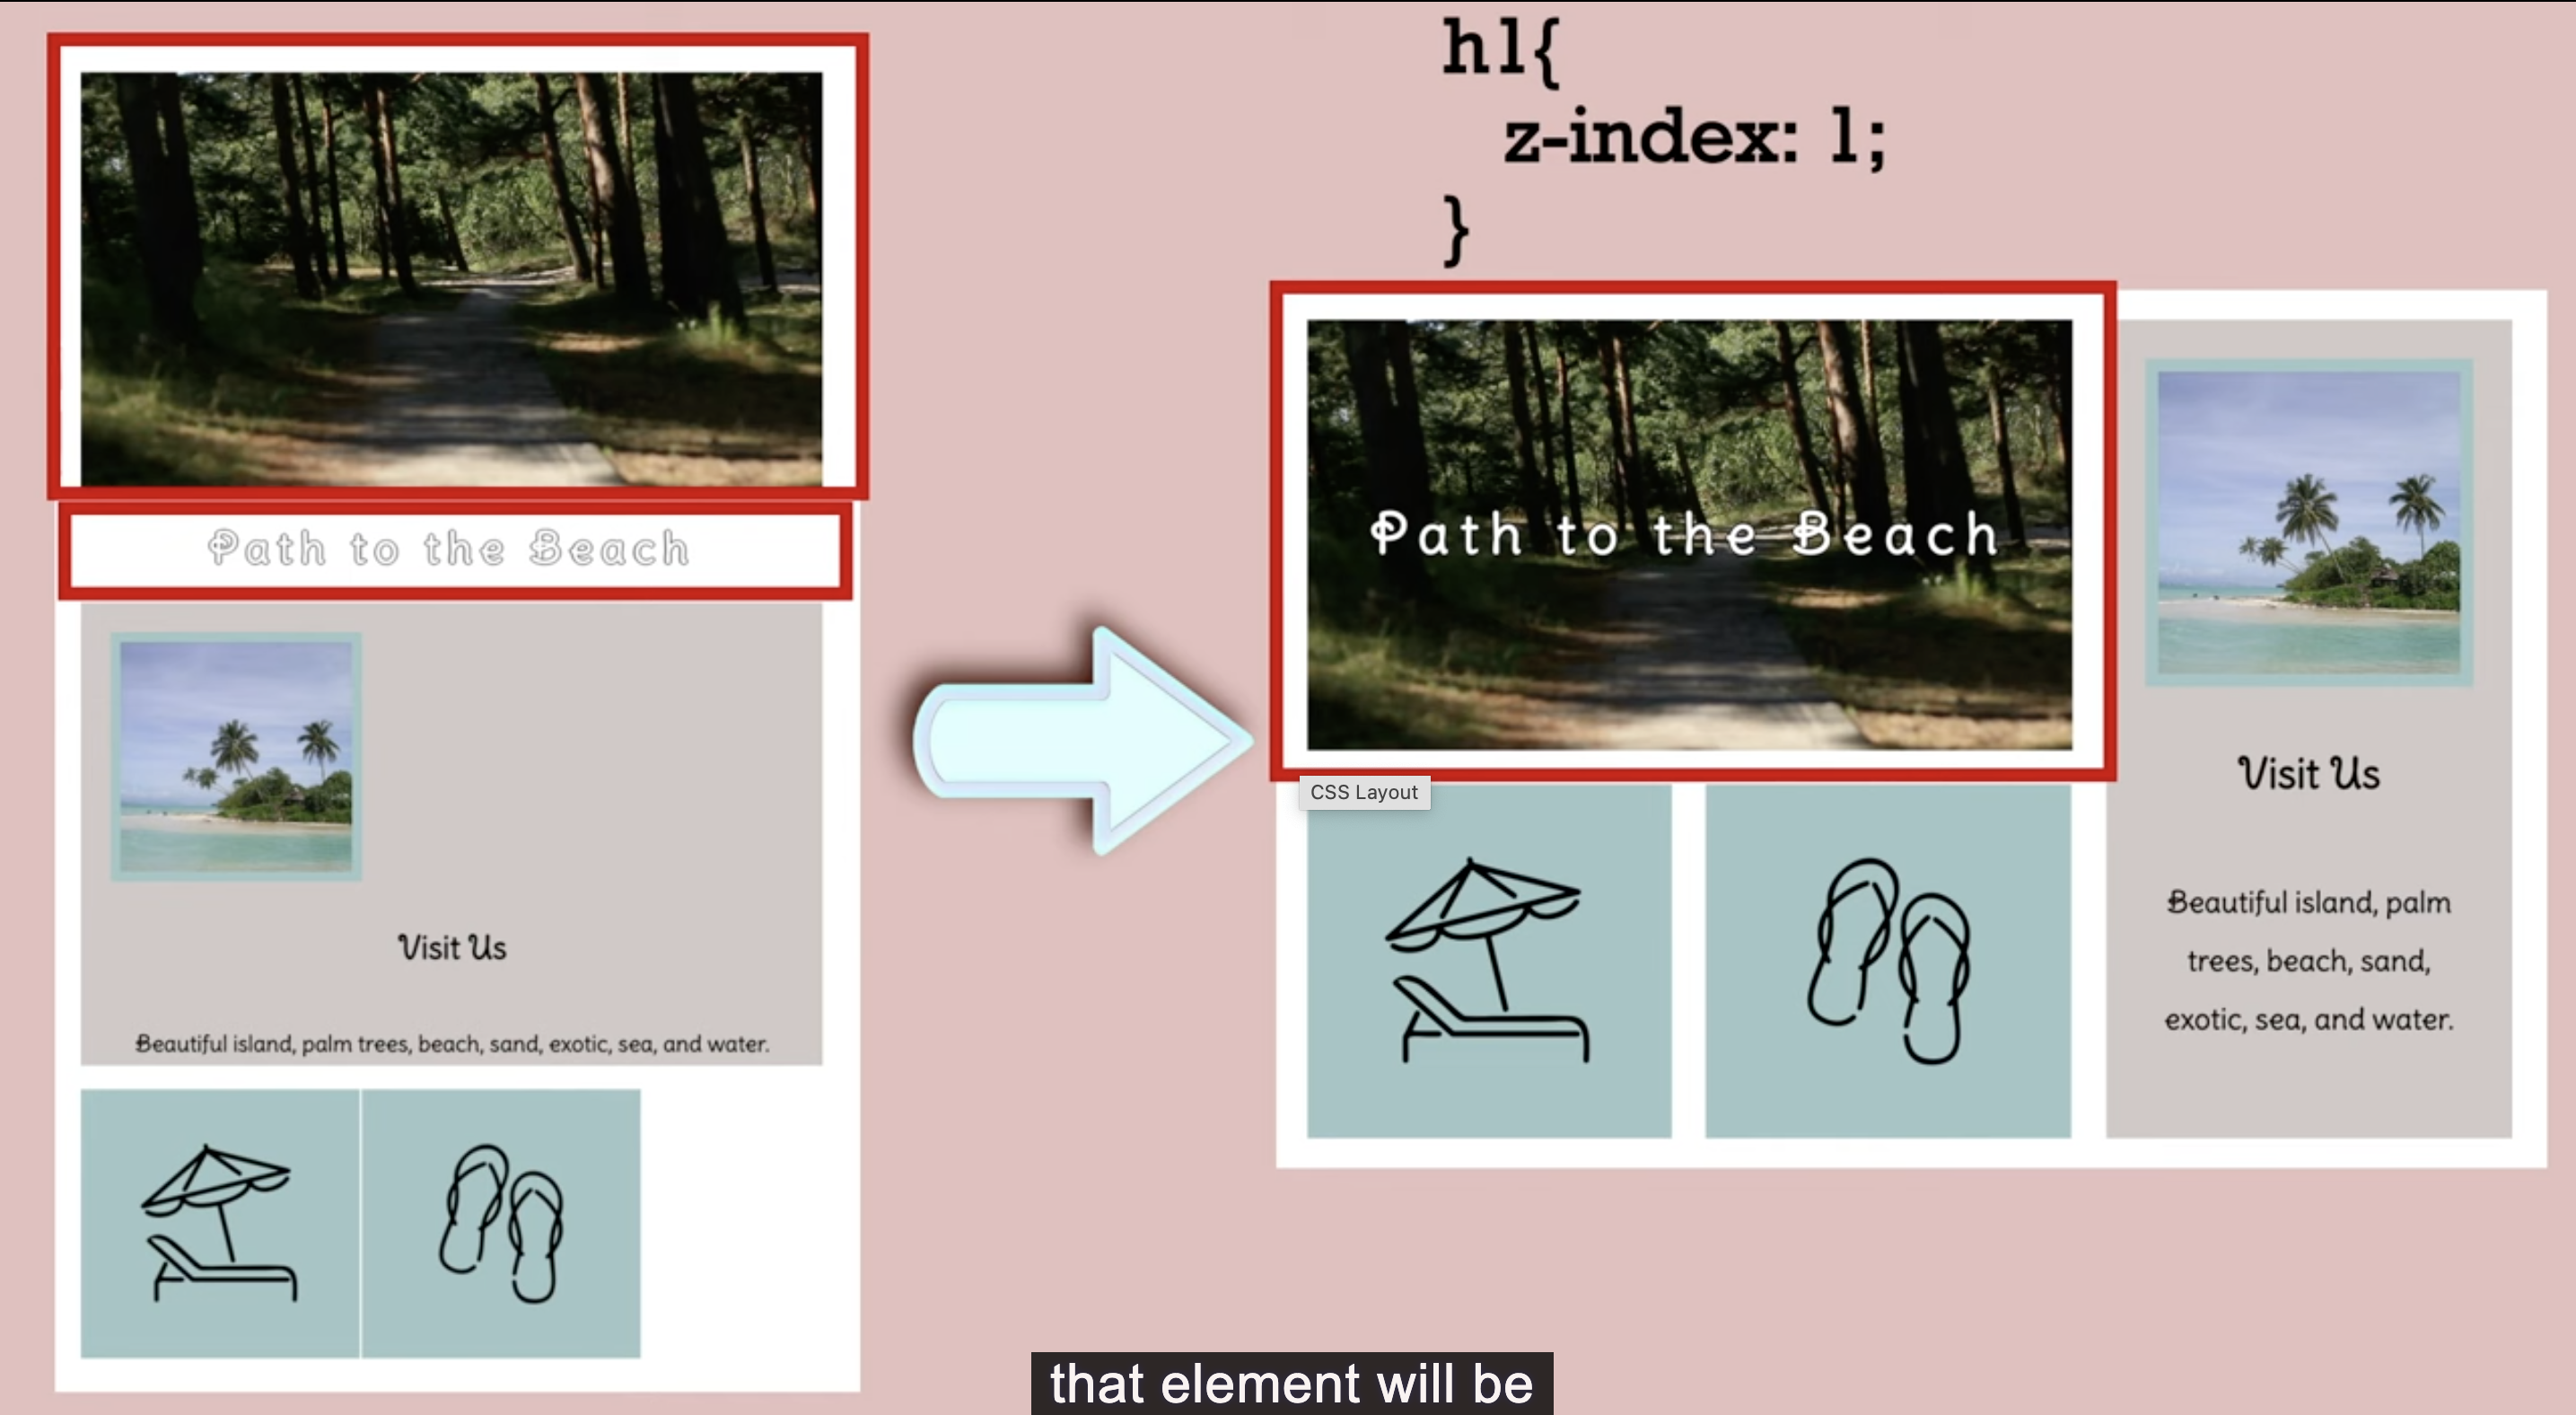 h1{
z-index: 1;
}
Path to the Beach
Visit Us
Beautiful island, palm trees, beach, sand, exotic, sea, and water.
Path to the Beach
CSS Layout
Visit Us
Beautiful island, palm
trees, beach, sand,
exotic, sea, and water.
that element will be